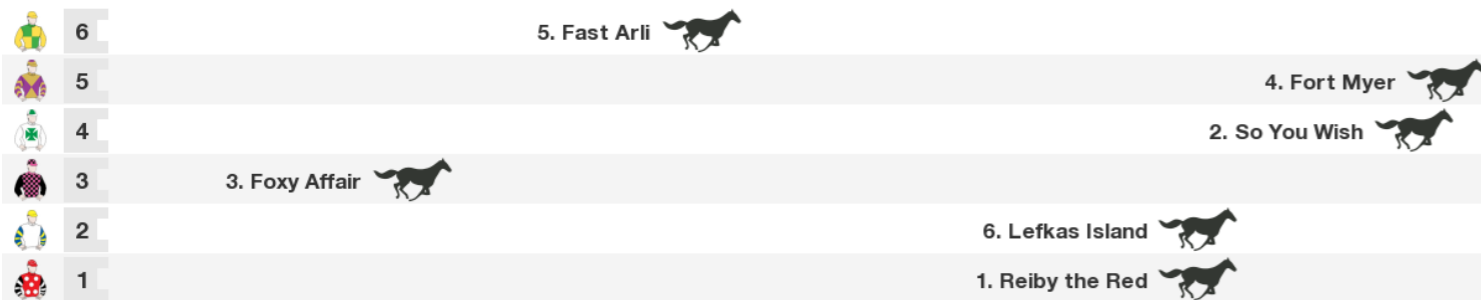 6 5. Fast Arli
5 4. Fort Myer
4 2. So You Wish
3 3. Foxy Affair
2 6. Lefkas Island
1 1. Reiby the Red